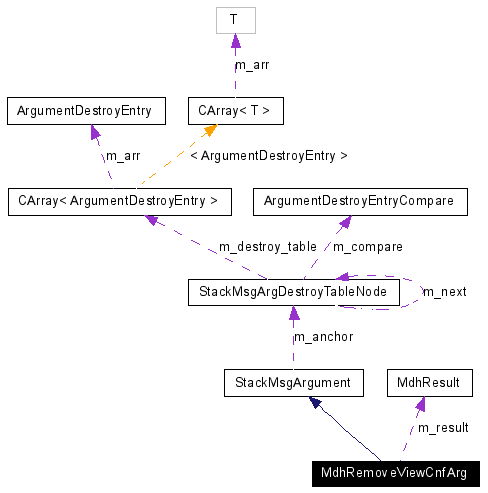 T
m_arr
ArgumentDestroyEntry
CArray< T >
m_arr
< ArgumentDestroyEntry >
CArray< ArgumentDestroyEntry >
ArgumentDestroyEntryCompare
m_destroy_table
m_compare
StackMsgArgDestroyTableNode
m_next
m_anchor
StackMsgArgument
MdhResult
m_result
MdhRemoveViewCnfArg